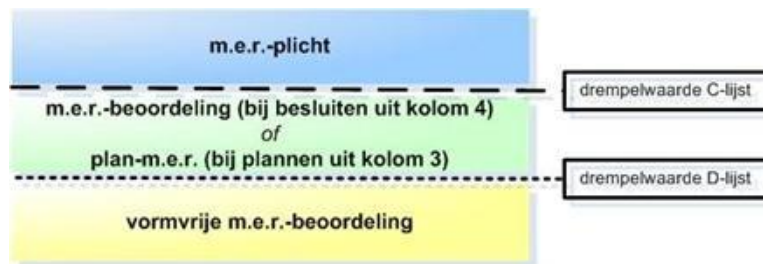 m.e.r.-plicht
drempelwaarde C-lijst
m.e.r.-beoordeling (bij besluiten uit kolom 4)
of
plan-m.e.r. (bij plannen uit kolom 3)
drempelwaarde D-lijst
vormvrije m.e.r.-beoordeling